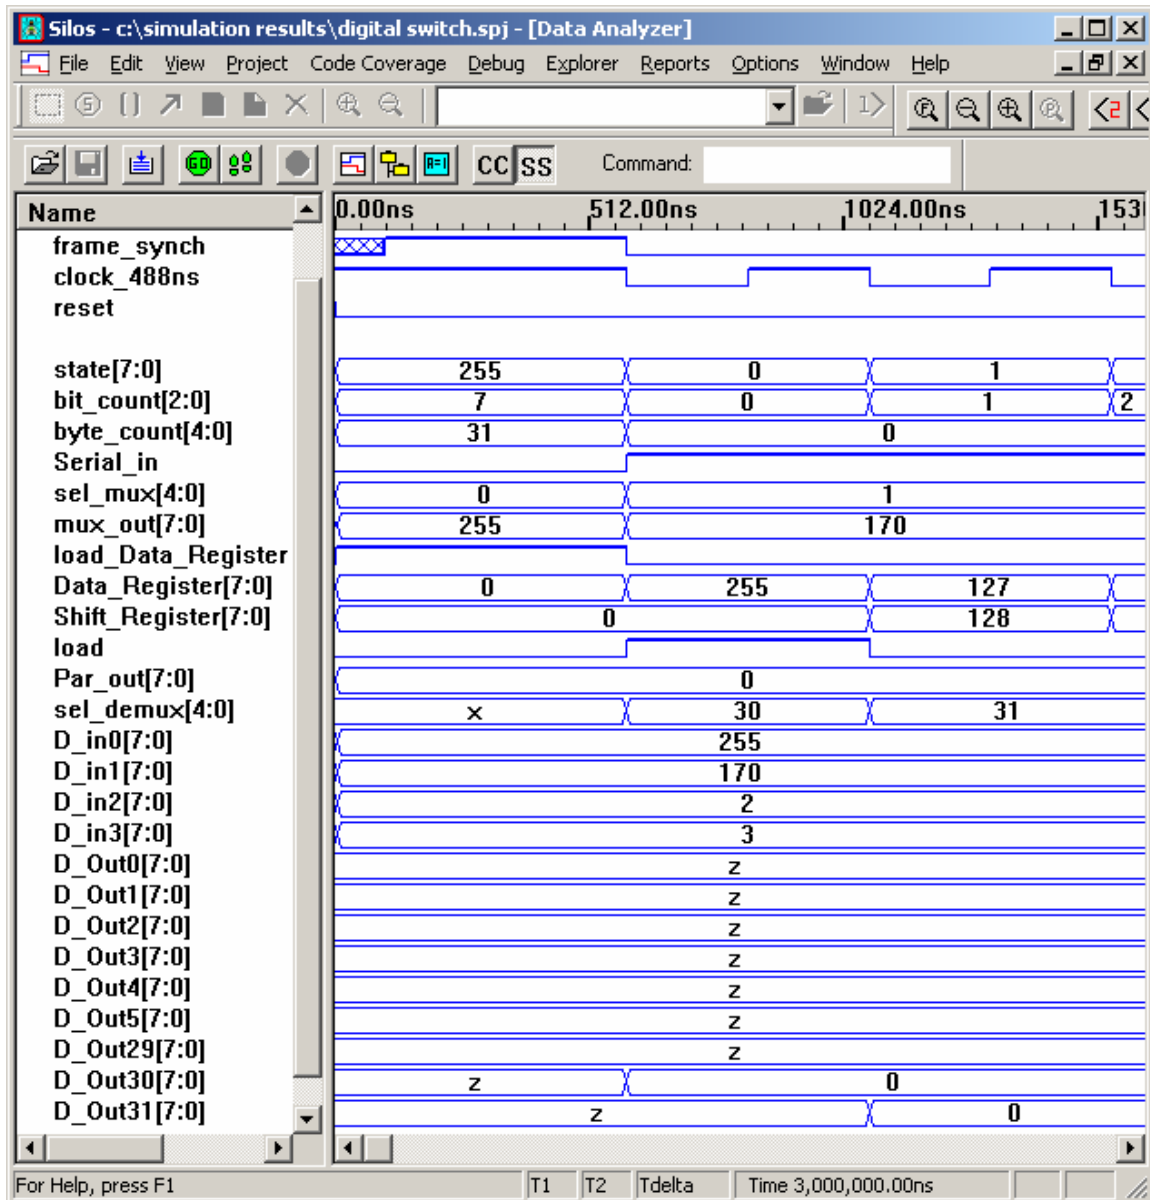 Silos - c:\simulation results\digital switch.spj - [Data Analyzer]
File Edit View Project Code Coverage Debug Explorer Reports Options Window Help
GO CC SS Command:
Name 0.00ns 512.00ns 1024.00ns 153
frame_synch
clock_488ns
reset
state[7:0] 255 0 1
bit_count[2:0] 7 0 1 2
byte_count[4:0] 31 0
Serial_in
sel_mux[4:0] 0 1
mux_out[7:0] 255 170
load_Data_Register
Data_Register[7:0] 0 255 127
Shift_Register[7:0] 0 128
load
Par_out[7:0] 0
sel_demux[4:0] x 30 31
D_in0[7:0] 255
D_in1[7:0] 170
D_in2[7:0] 2
D_in3[7:0] 3
D_Out0[7:0] z
D_Out1[7:0] z
D_Out2[7:0] z
D_Out3[7:0] z
D_Out4[7:0] z
D_Out5[7:0] z
D_Out29[7:0] z
D_Out30[7:0] z 0
D_Out31[7:0] z 0
For Help, press F1 T1 T2 Tdelta Time 3,000,000.00ns